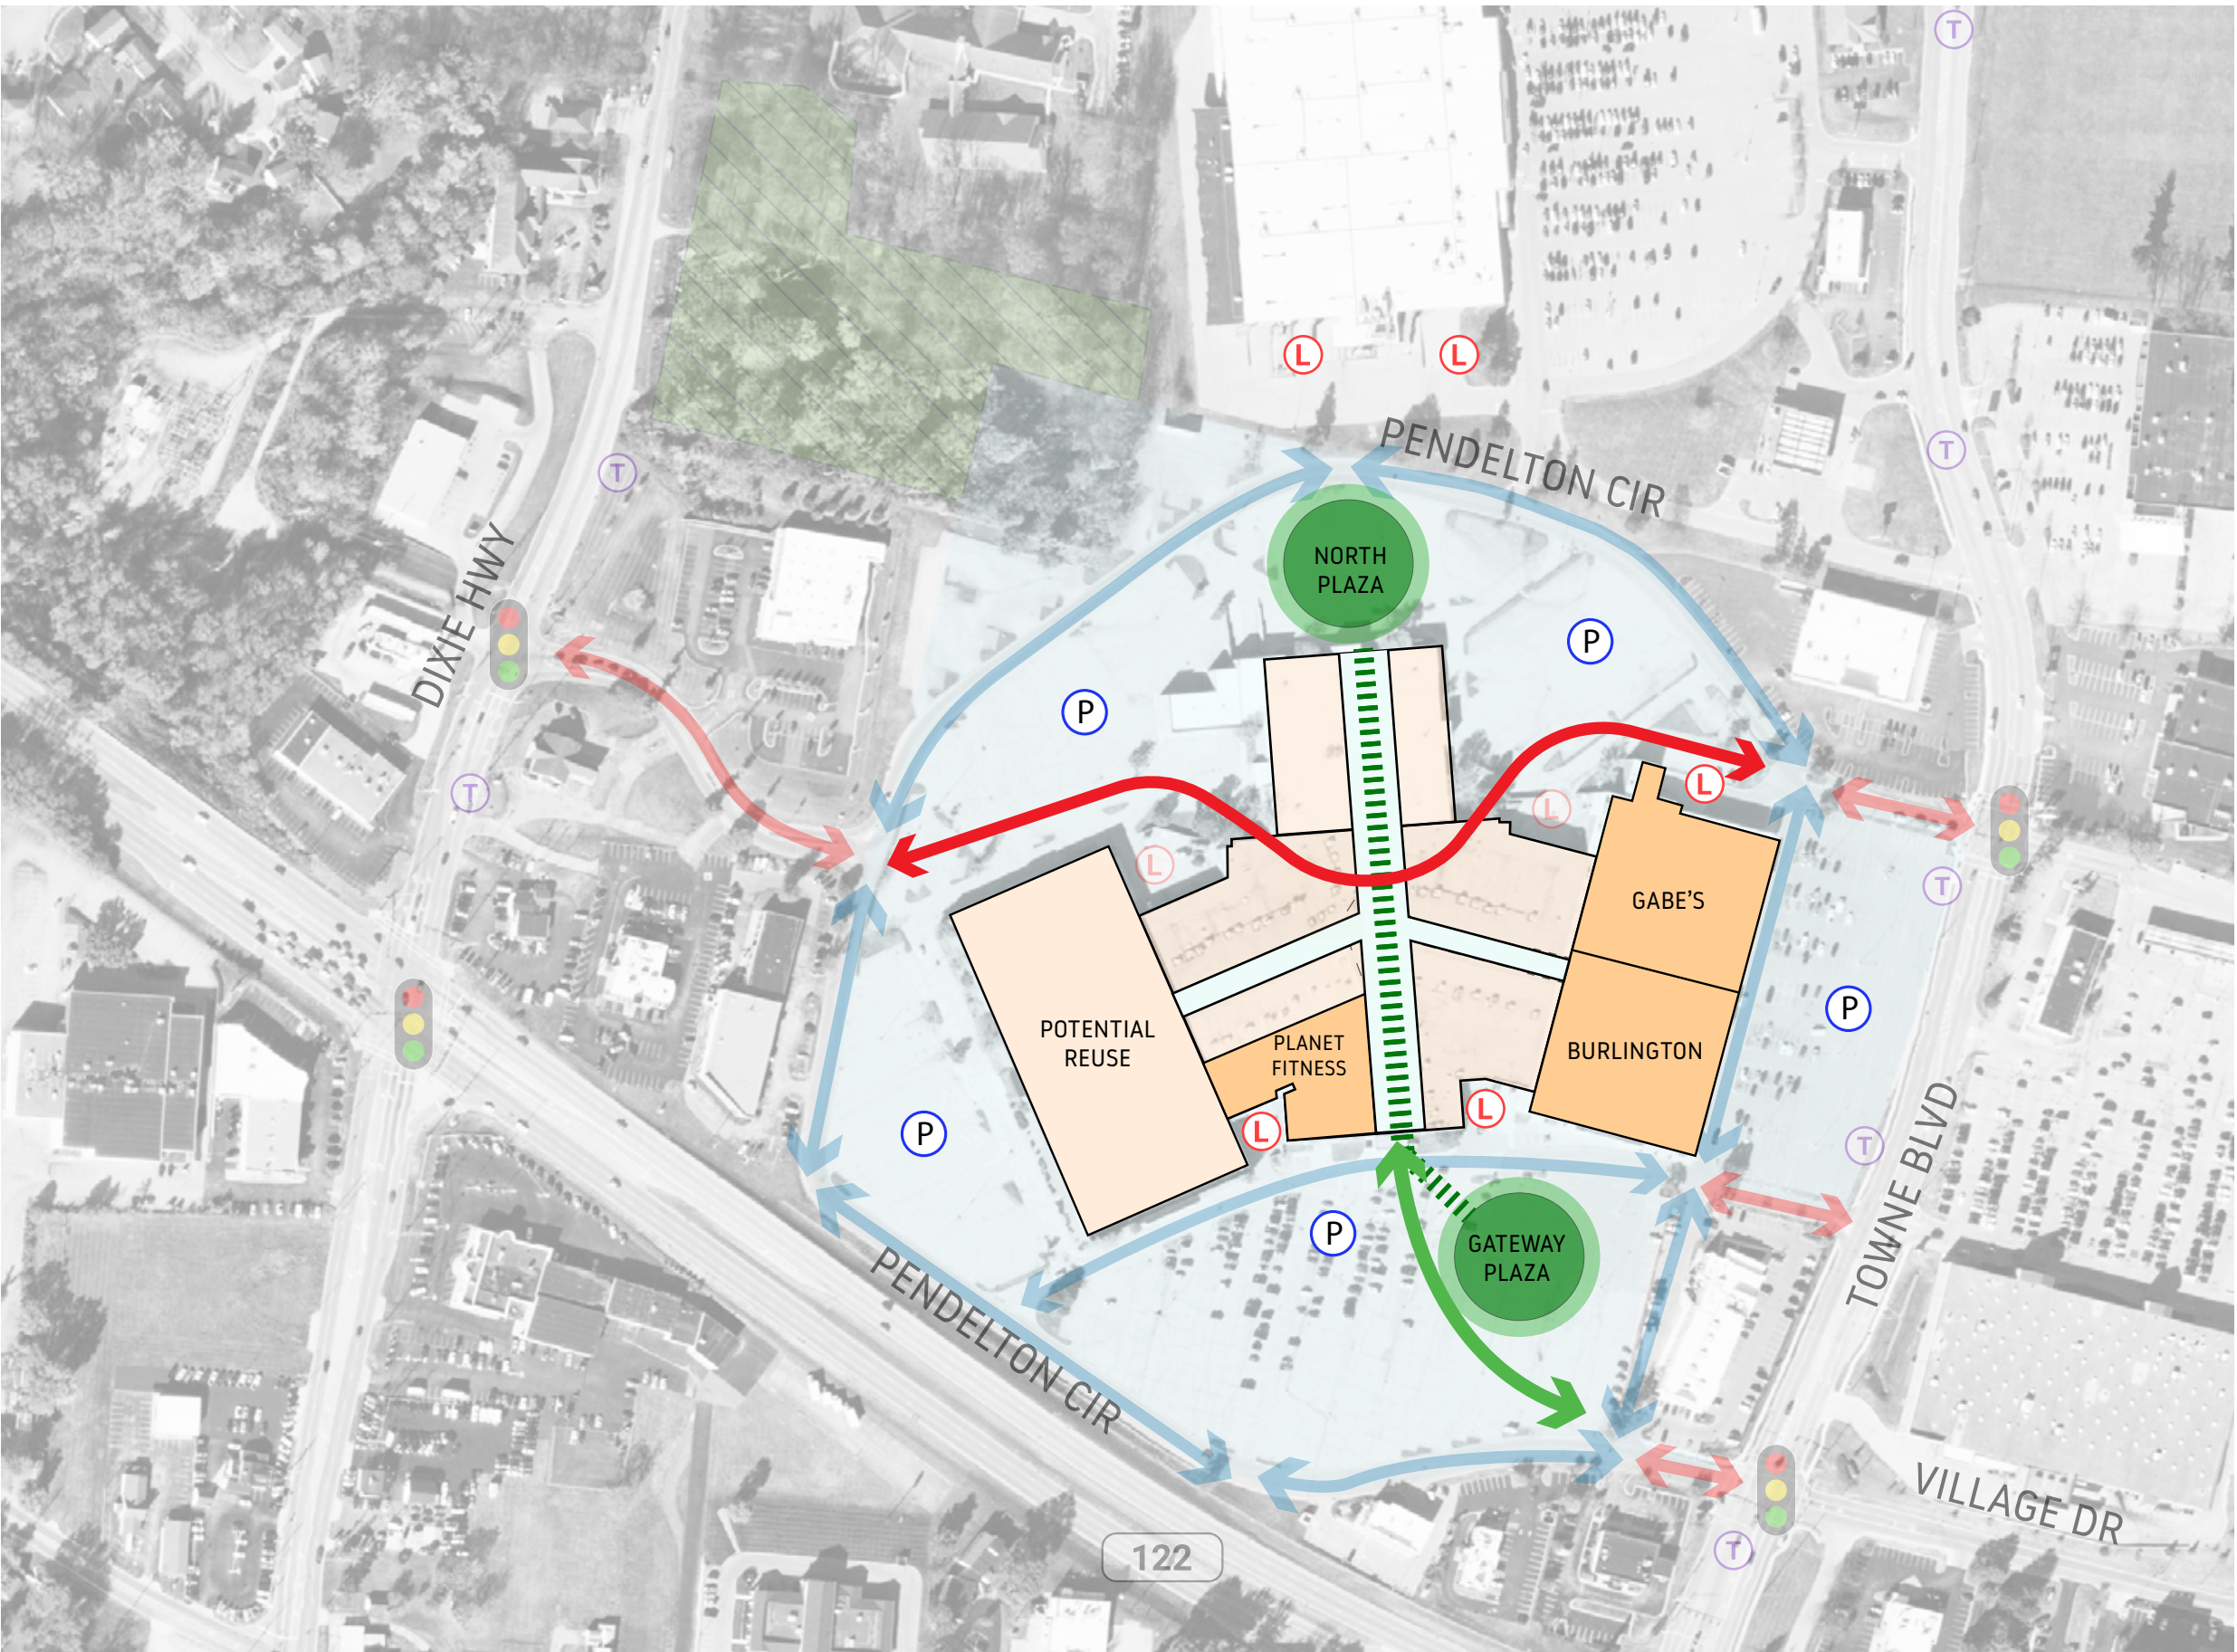 T
L
L
PENDELTON CIR
T
T
NORTH
PLAZA
DIXIE HWY
P
P
T
L
L
L
T
GABE'S
P
POTENTIAL
REUSE
PLANET
FITNESS
BURLINGTON
P
L
L
T
P
GATEWAY
PLAZA
TOWNE BLVD
PENDELTON CIR
VILLAGE DR
122
T